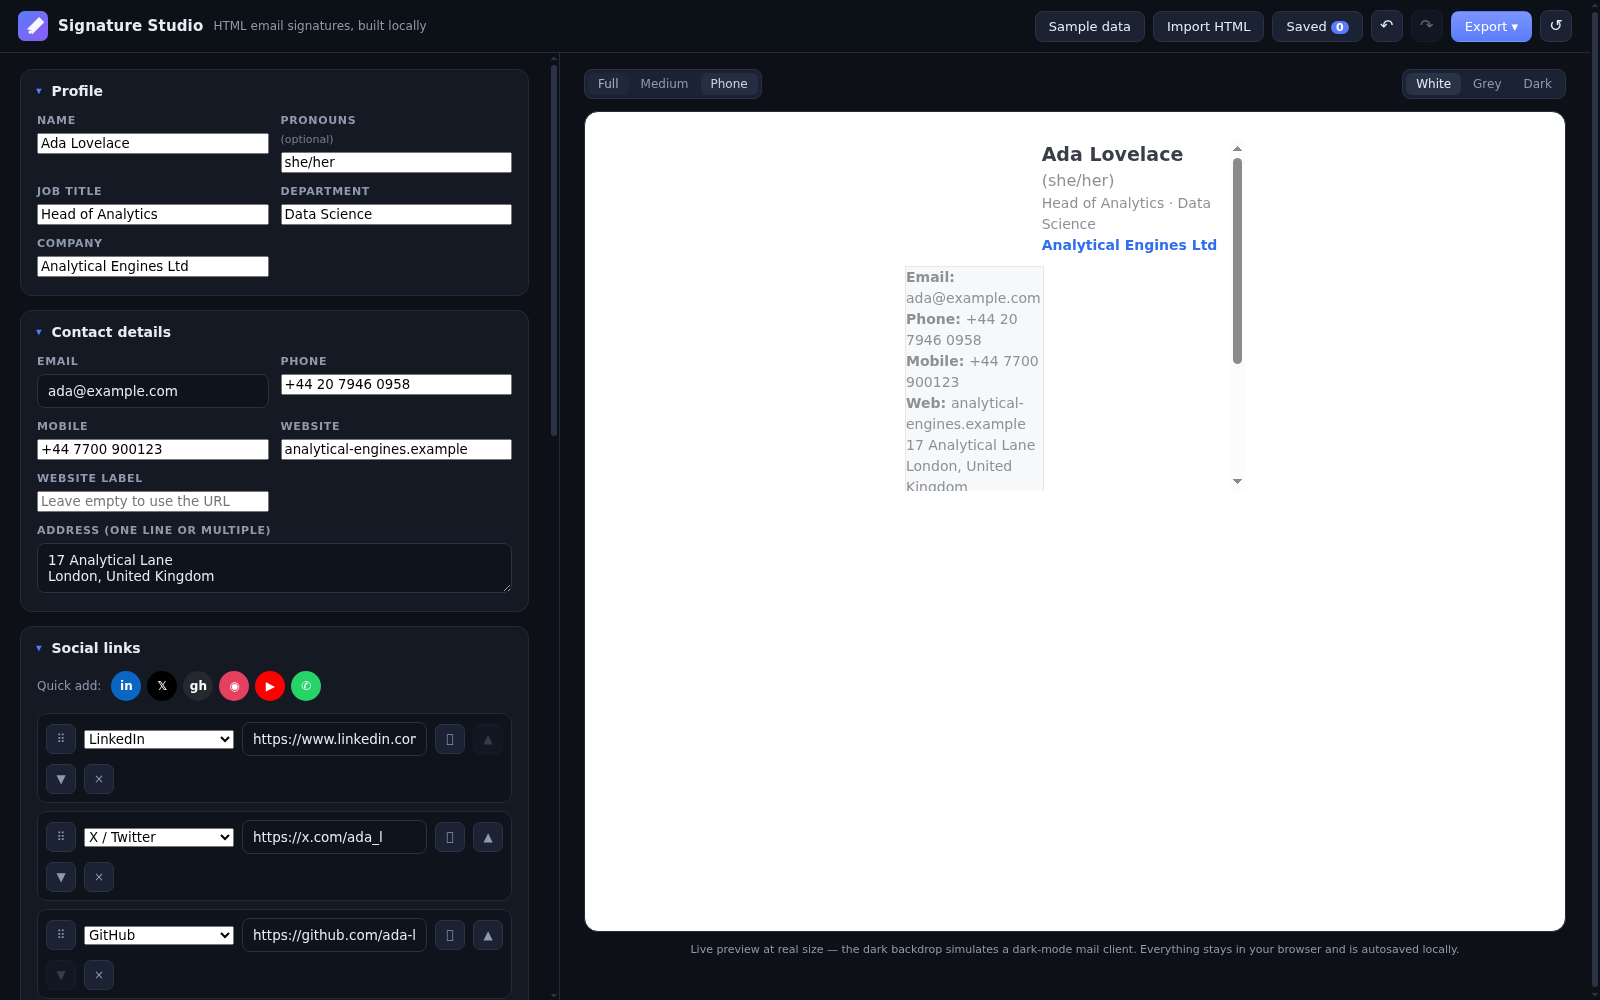 Signature Studio HTML email signatures, built locally
Sample data Import HTML Saved 0 ↶ ↷ Export ▾ ↺
▾ Profile
NAME
Ada Lovelace
PRONOUNS
(optional)
she/her
JOB TITLE
Head of Analytics
DEPARTMENT
Data Science
COMPANY
Analytical Engines Ltd
▾ Contact details
EMAIL
ada@example.com
PHONE
+44 20 7946 0958
MOBILE
+44 7700 900123
WEBSITE
analytical-engines.example
WEBSITE LABEL
Leave empty to use the URL
ADDRESS (ONE LINE OR MULTIPLE)
17 Analytical Lane
London, United Kingdom
▾ Social links
Quick add: in 𝕏 gh ◉ ▶ ✆
LinkedIn https://www.linkedin.cor
▲
▼ ×
X / Twitter https://x.com/ada_l
▲
▼ ×
GitHub https://github.com/ada-l
▲
▼ ×
Full Medium Phone
White Grey Dark
Ada Lovelace
(she/her)
Head of Analytics · Data
Science
Analytical Engines Ltd
Email:
ada@example.com
Phone: +44 20
7946 0958
Mobile: +44 7700
900123
Web: analytical-
engines.example
17 Analytical Lane
London, United
Kingdom
Live preview at real size — the dark backdrop simulates a dark-mode mail client. Everything stays in your browser and is autosaved locally.